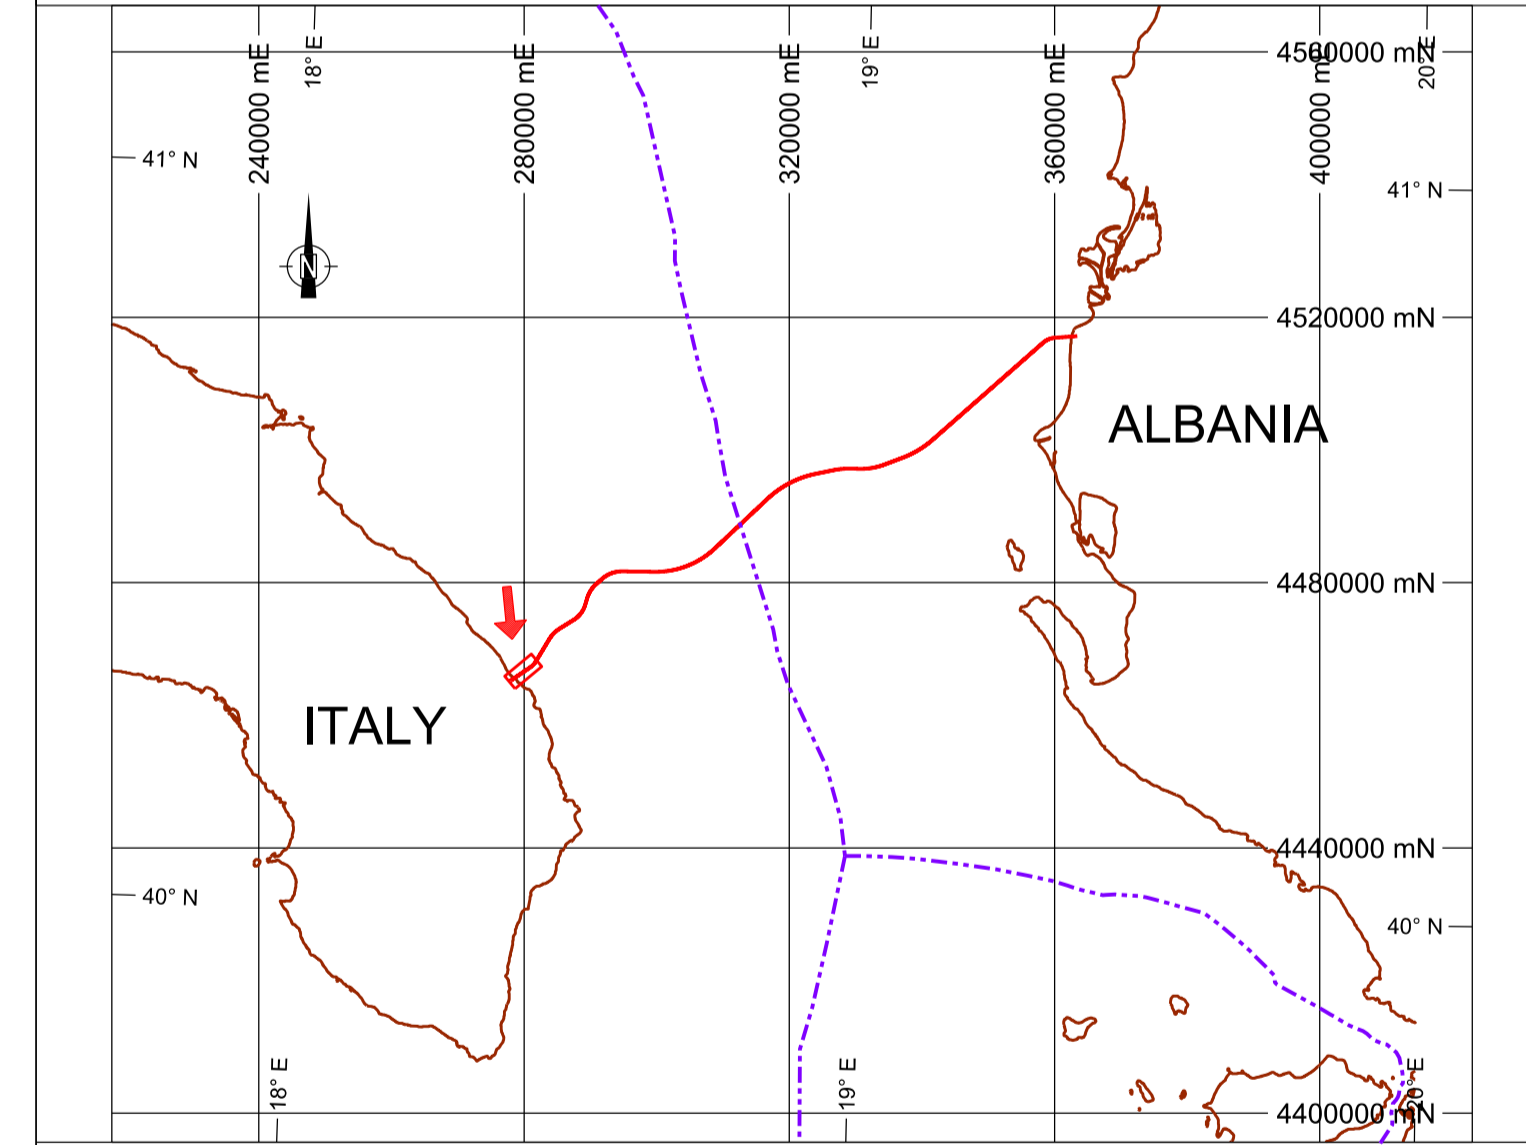 240000 mE
18° E
280000 mE
320000 mE
19° E
360000 mE
400000 mE
20° E
4560000 mN
41° N
41° N
N
4520000 mN
ALBANIA
4480000 mN
ITALY
4440000 mN
40° N
40° N
18° E
19° E
20° E
4400000 mN